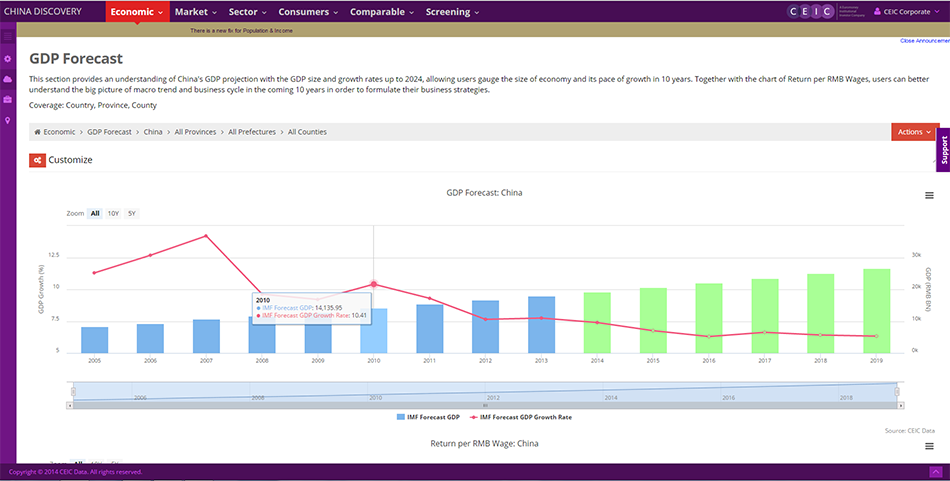 CHINA DISCOVERY
Economic Market Sector Consumers Comparable Screening
CEIC
CEIC Corporate
There is a new fix for Population & Income
Close Announcemen
GDP Forecast
This section provides an understanding of China's GDP projection with the GDP size and growth rates up to 2024, allowing users gauge the size of economy and its pace of growth in 10 years. Together with the chart of Return per RMB Wages, users can better
understand the big picture of macro trend and business cycle in the coming 10 years in order to formulate their business strategies.
Coverage: Country, Province, County
Economic > GDP Forecast > China > All Provinces > All Prefectures > All Counties
Actions
Support
Customize
GDP Forecast: China
Zoom All 10Y 5Y
GDP Growth (%)
12.5
10
7.5
5
30k
20k
10k
0k
GDP (RMB BN)
2010
IMF Forecast GDP: 14,135.95
IMF Forecast GDP Growth Rate: 10.41
2005 2006 2007 2008 2009 2010 2011 2012 2013 2014 2015 2016 2017 2018 2019
2006 2008 2010 2012 2014 2016 2018
IMF Forecast GDP IMF Forecast GDP Growth Rate
Source: CEIC Data
Return per RMB Wage: China
Copyright © 2014 CEIC Data. All rights reserved.